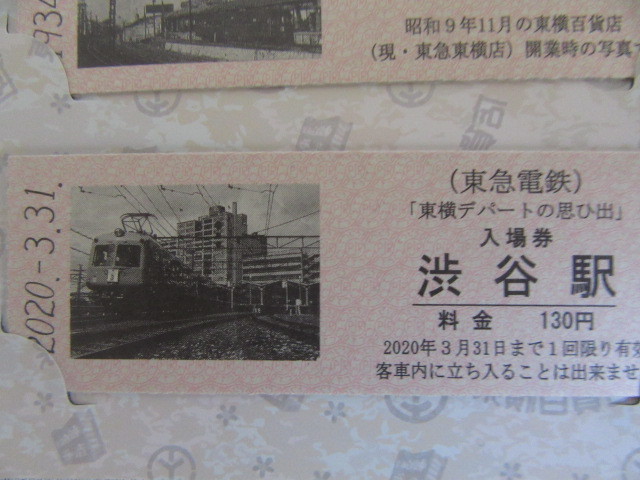 1934
昭和9年11月の東横百貨店
（現・東急東横店）開業時の写真で
2020.-3.31.
（東急電鉄）
「東横デパートの思ひ出」
入場券
渋谷駅
料金 130円
2020年3月31日まで1回限り有効
客車内に立ち入ることは出来ませ